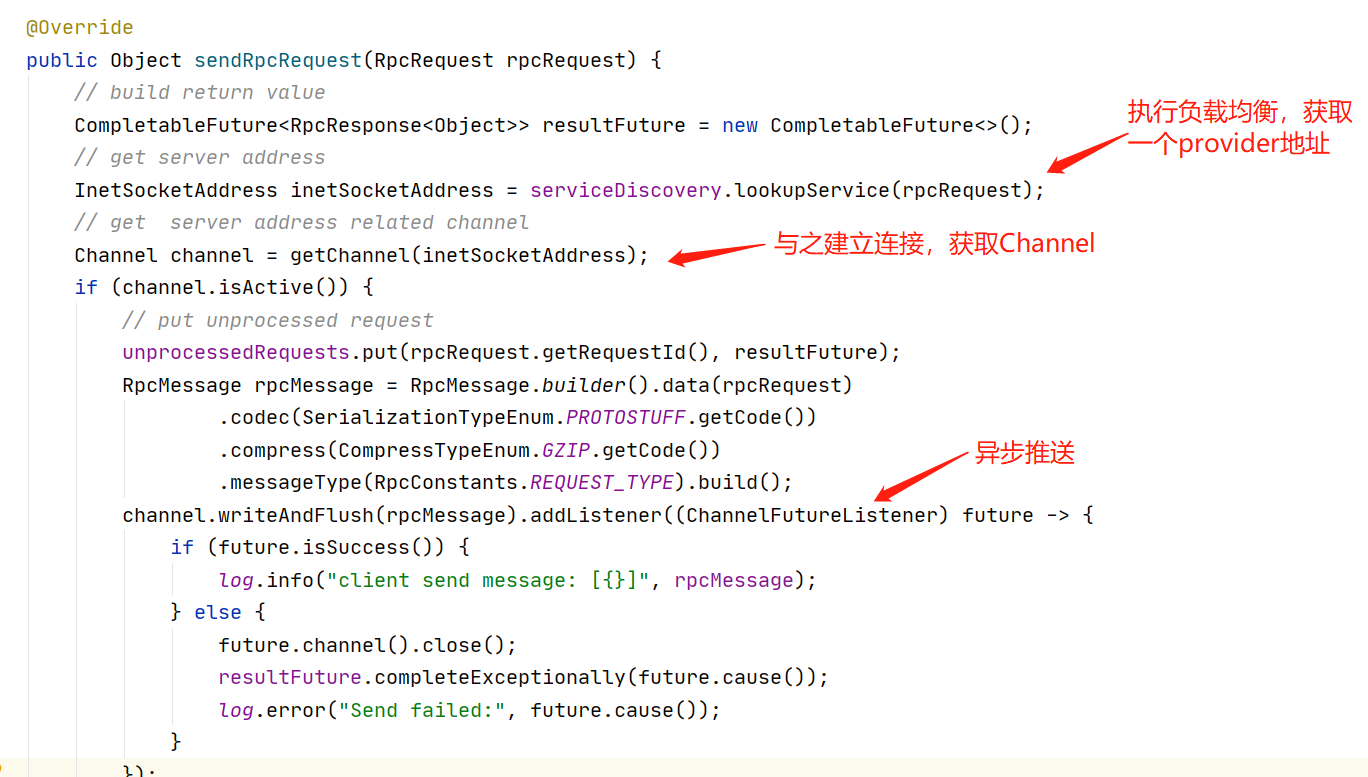 @Override
public Object sendRpcRequest(RpcRequest rpcRequest) {
// build return value
CompletableFuture<RpcResponse<Object>> resultFuture = new CompletableFuture<>();
执行负载均衡，获取
一个provider地址
// get server address
InetSocketAddress inetSocketAddress = serviceDiscovery.lookupService(rpcRequest);
// get  server address related channel
Channel channel = getChannel(inetSocketAddress);
与之建立连接，获取Channel
if (channel.isActive()) {
// put unprocessed request
unprocessedRequests.put(rpcRequest.getRequestId(), resultFuture);
RpcMessage rpcMessage = RpcMessage.builder().data(rpcRequest)
.codec(SerializationTypeEnum.PROTOSTUFF.getCode())
.compress(CompressTypeEnum.GZIP.getCode())
.messageType(RpcConstants.REQUEST_TYPE).build();
异步推送
channel.writeAndFlush(rpcMessage).addListener((ChannelFutureListener) future -> {
if (future.isSuccess()) {
log.info("client send message: [{}]", rpcMessage);
} else {
future.channel().close();
resultFuture.completeExceptionally(future.cause());
log.error("Send failed:", future.cause());
}
});